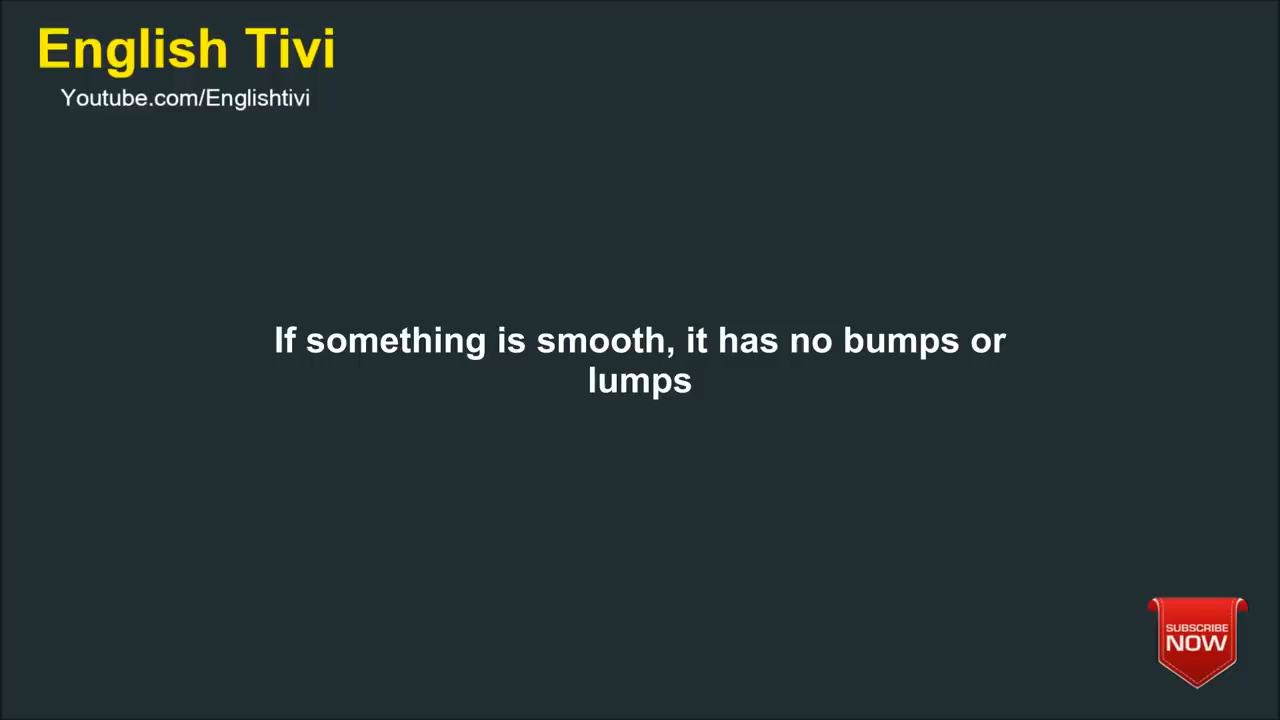 English Tivi
Youtube.com/Englishtivi
If something is smooth, it has no bumps or
lumps
SUBSCRIBE
NOW